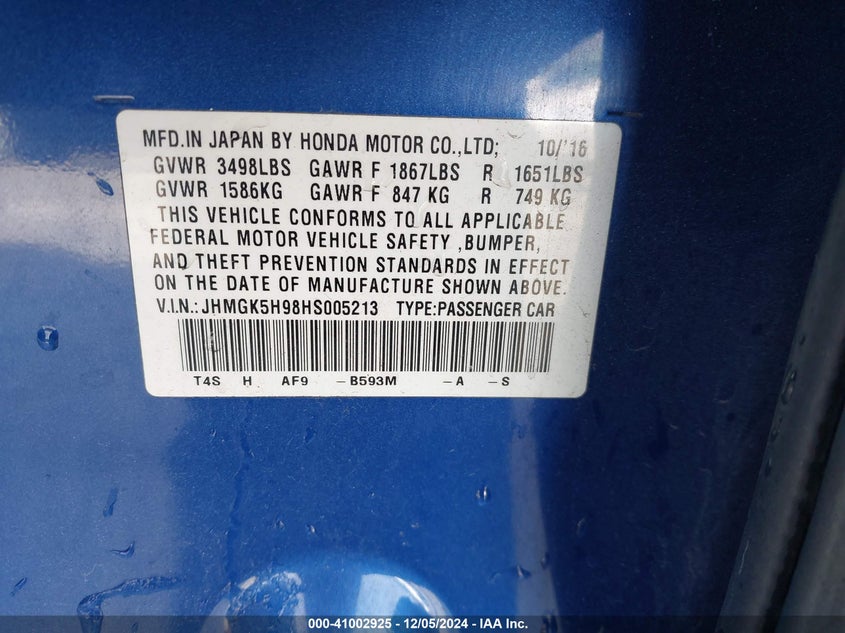 MFD.IN JAPAN BY HONDA MOTOR CO.,LTD; 10/'16
GVWR 3498LBS GAWR F 1867LBS R 1651LBS
GVWR 1586KG GAWR F 847 KG R 749 KG
THIS VEHICLE CONFORMS TO ALL APPLICABLE
FEDERAL MOTOR VEHICLE SAFETY ,BUMPER,
AND THEFT PREVENTION STANDARDS IN EFFECT
ON THE DATE OF MANUFACTURE SHOWN ABOVE.
V.I.N.:JHMGK5H98HS005213 TYPE:PASSENGER CAR
T4S H AF9 -B593M -A -S
000-41002925 - 12/05/2024 - IAA Inc.